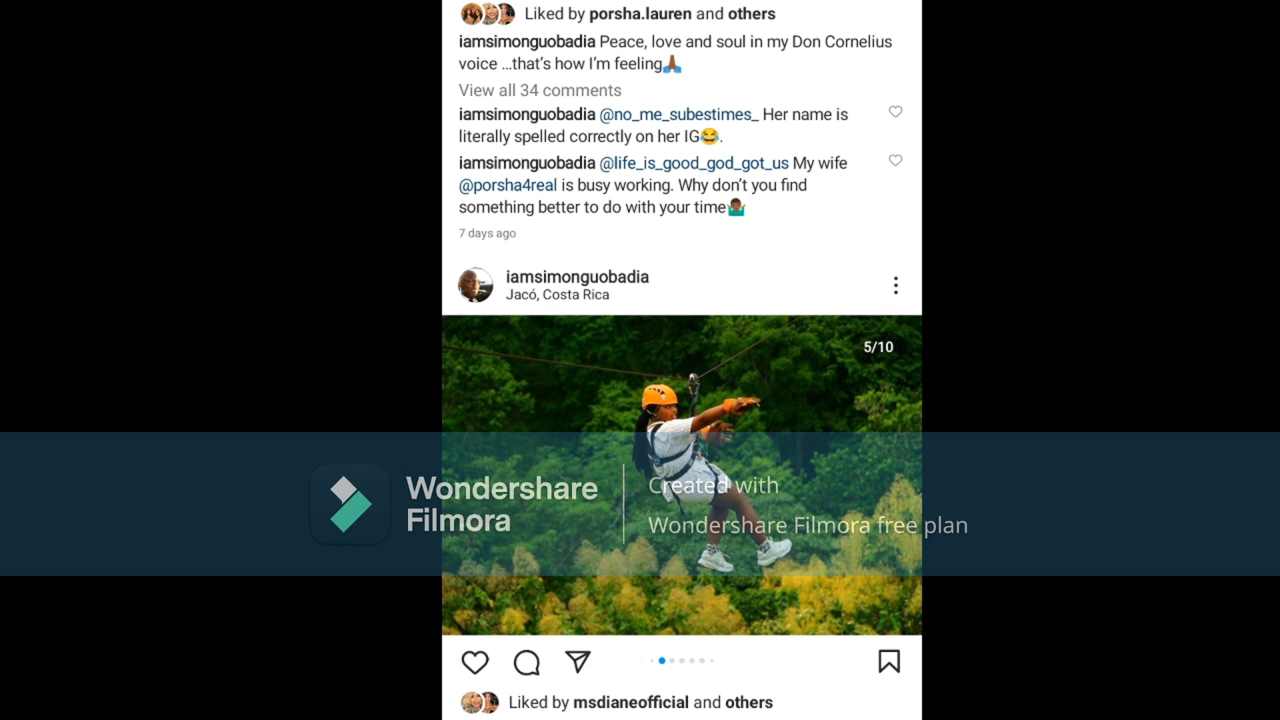 Liked by porsha.lauren and others
iamsimonguobadia Peace, love and soul in my Don Cornelius
voice ...that's how I'm feeling🙏🏾
View all 34 comments
iamsimonguobadia @no_me_subestimes_ Her name is
literally spelled correctly on her IG😂.
iamsimonguobadia @life_is_good_god_got_us My wife
@porsha4real is busy working. Why don't you find
something better to do with your time🤷🏾‍♂️
7 days ago
iamsimonguobadia
Jacó, Costa Rica
5/10
Wondershare
Filmora
Created with
Wondershare Filmora free plan
Liked by msdianeofficial and others